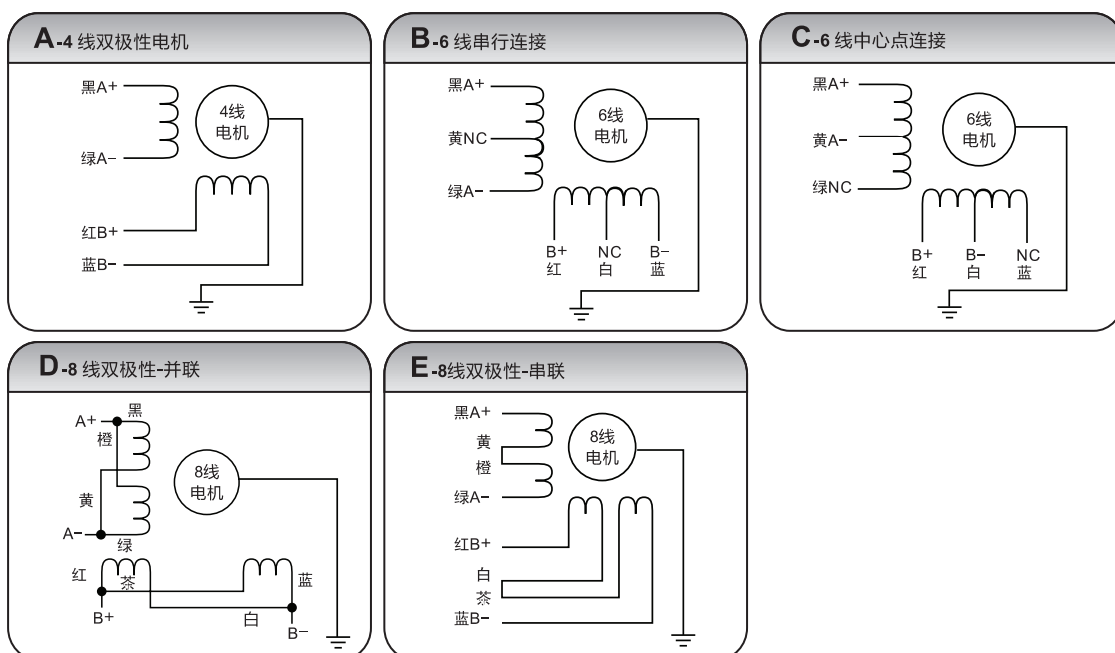 A-4 线双极性电机
黑A+
绿A-
4线
电机
红B+
蓝B-
B-6 线串行连接
黑A+
黄NC
绿A-
6线
电机
B+
NC
B-
红
白
蓝
C-6 线中心点连接
黑A+
黄A-
绿NC
6线
电机
B+
B-
NC
红
白
蓝
D-8 线双极性-并联
黑
A+
橙
黄
A-
绿
8线
电机
红
茶
蓝
B+
白
B-
E-8线双极性-串联
黑A+
黄
橙
绿A-
8线
电机
红B+
白
茶
蓝B-